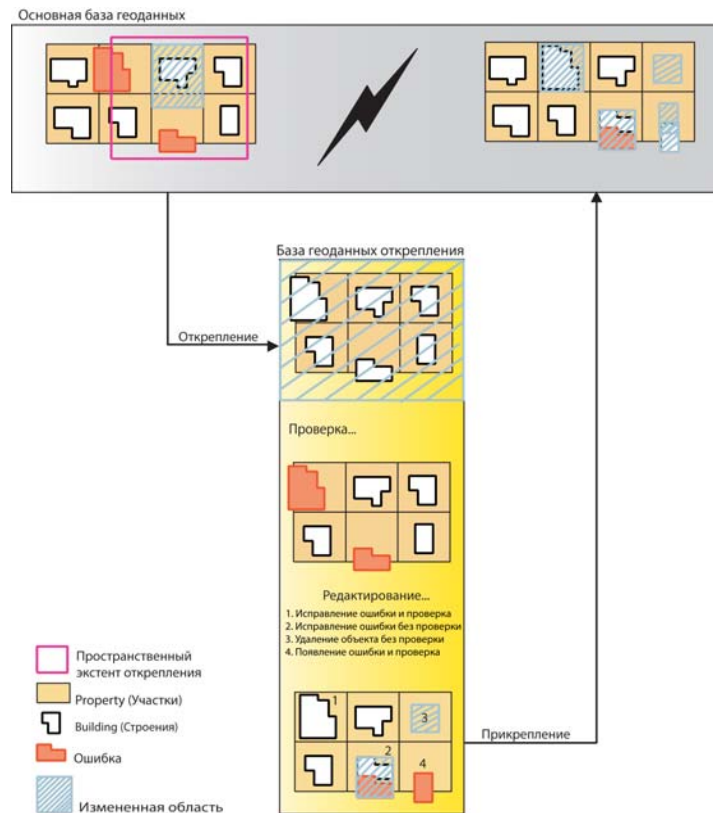 Основная база геоданных
База геоданных открепления
Открепление
Проверка...
Редактирование...
1. Исправление ошибки и проверка
2. Исправление ошибки без проверки
3. Удаление объекта без проверки
4. Появление ошибки и проверка
1
3
2
4
Прикрепление
Пространственный
экстент открепления
Property (Участки)
Building (Строения)
Ошибка
Измененная область